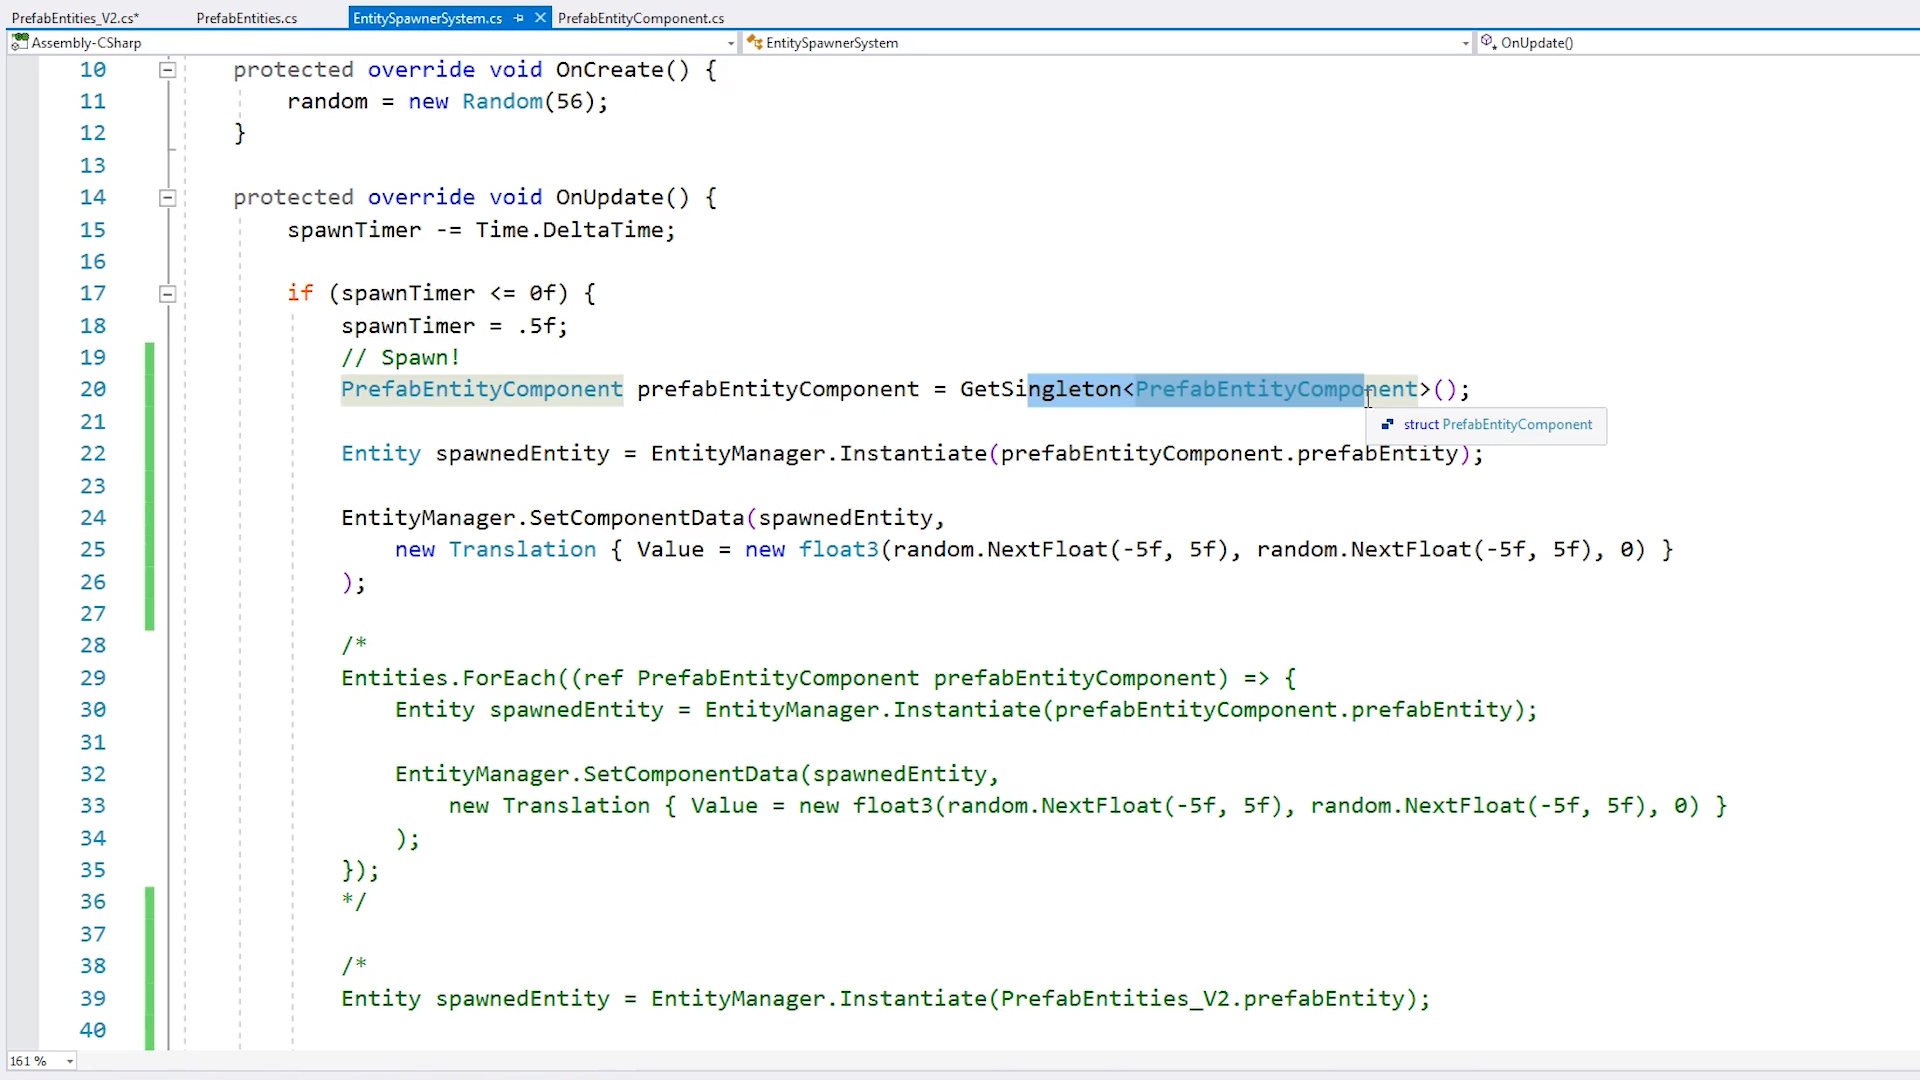 PrefabEntities_V2.cs* PrefabEntities.cs EntitySpawnerSystem.cs PrefabEntityComponent.cs
Assembly-CSharp EntitySpawnerSystem OnUpdate()
10 protected override void OnCreate() {
11 random = new Random(56);
12 }
13
14 protected override void OnUpdate() {
15 spawnTimer -= Time.DeltaTime;
16
17 if (spawnTimer <= 0f) {
18 spawnTimer = .5f;
19 // Spawn!
20 PrefabEntityComponent prefabEntityComponent = GetSingleton<PrefabEntityComponent>();
21
struct PrefabEntityComponent
22 Entity spawnedEntity = EntityManager.Instantiate(prefabEntityComponent.prefabEntity);
23
24 EntityManager.SetComponentData(spawnedEntity,
25 new Translation { Value = new float3(random.NextFloat(-5f, 5f), random.NextFloat(-5f, 5f), 0) }
26 );
27
28 /*
29 Entities.ForEach((ref PrefabEntityComponent prefabEntityComponent) => {
30 Entity spawnedEntity = EntityManager.Instantiate(prefabEntityComponent.prefabEntity);
31
32 EntityManager.SetComponentData(spawnedEntity,
33 new Translation { Value = new float3(random.NextFloat(-5f, 5f), random.NextFloat(-5f, 5f), 0) }
34 );
35 });
36 */
37
38 /*
39 Entity spawnedEntity = EntityManager.Instantiate(PrefabEntities_V2.prefabEntity);
40
161 %